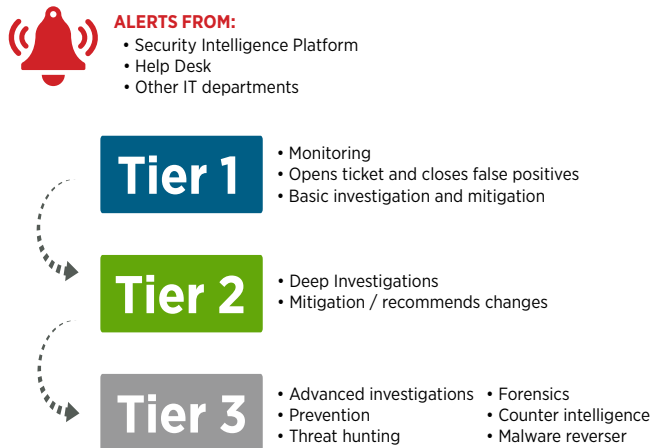 ALERTS FROM:
• Security Intelligence Platform
• Help Desk
• Other IT departments
Tier 1
• Monitoring
• Opens ticket and closes false positives
• Basic investigation and mitigation
Tier 2
• Deep Investigations
• Mitigation / recommends changes
Tier 3
• Advanced investigations
• Prevention
• Threat hunting
• Forensics
• Counter intelligence
• Malware reverser